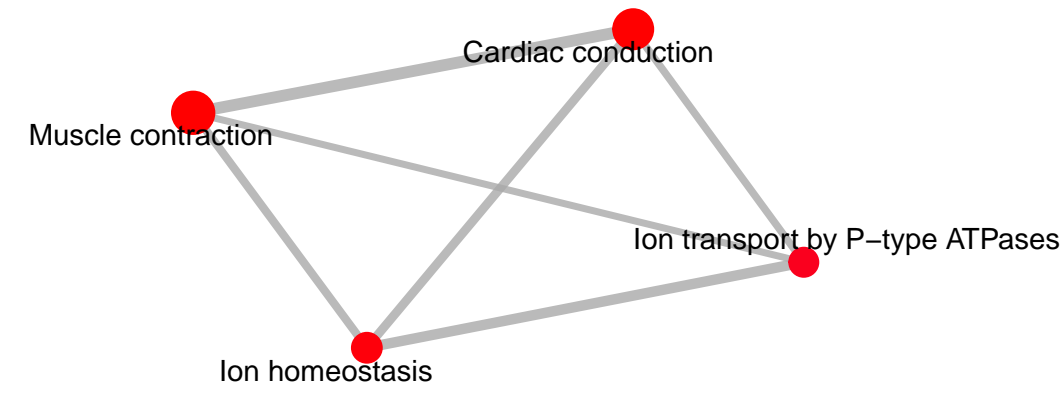 Cardiac conduction
Muscle contraction
Ion transport by P−type ATPases
Ion homeostasis